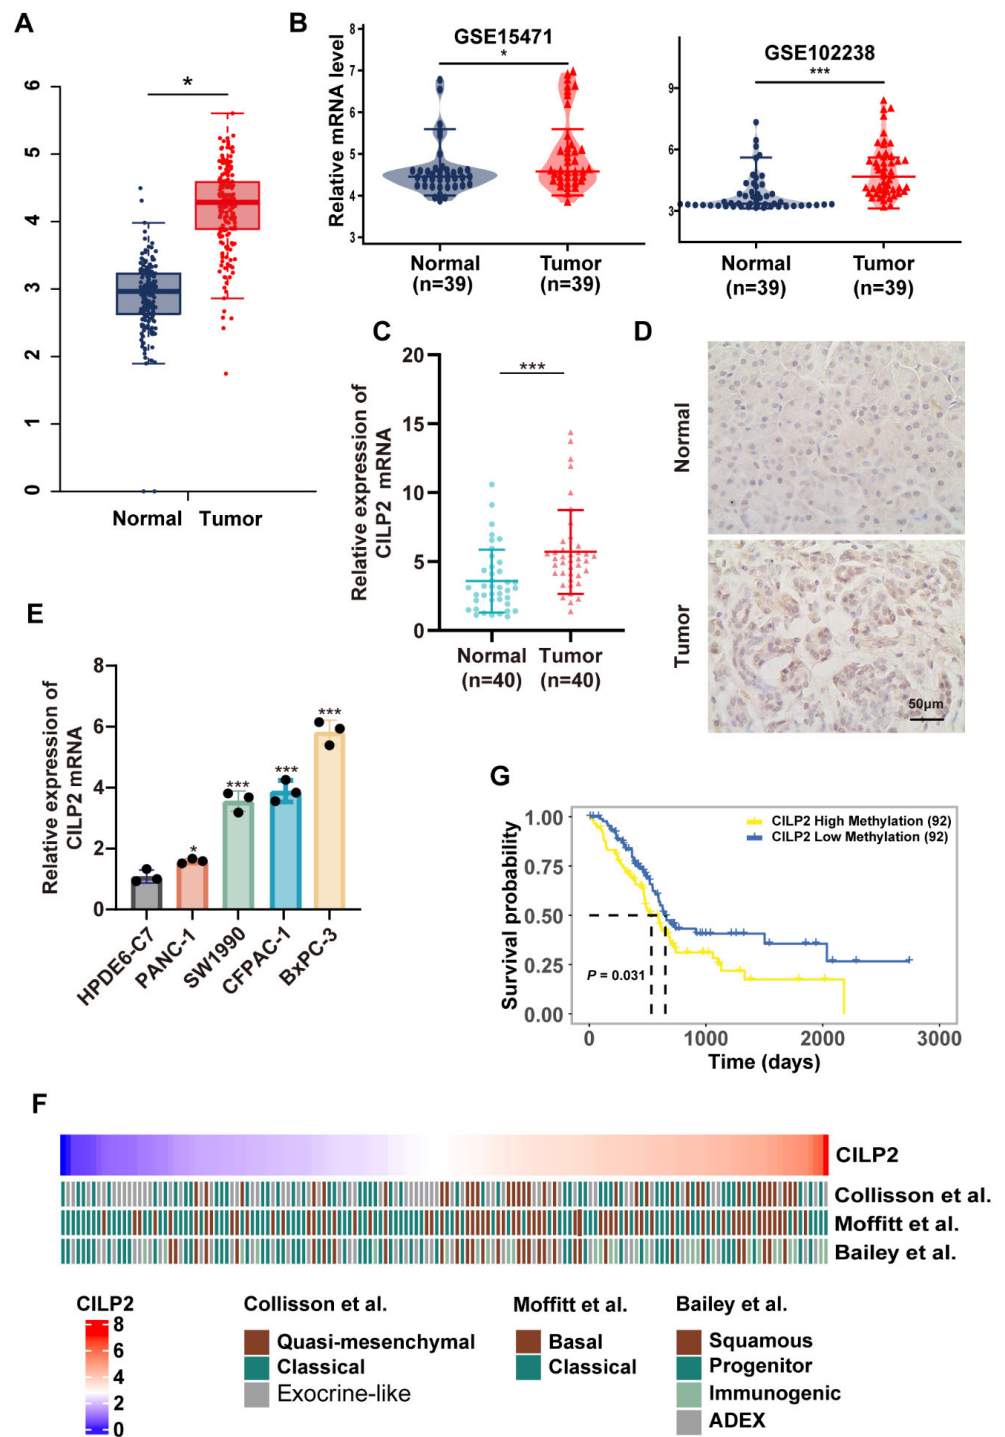 A
*
6
5
4
3
2
1
0
Normal Tumor
B
GSE15471
*
Relative mRNA level
8
7
6
5
4
3
Normal
(n=39)
Tumor
(n=39)
GSE102238
***
9
6
3
Normal
(n=39)
Tumor
(n=39)
C
Relative expression of
CILP2 mRNA
***
20
15
10
5
0
Normal
(n=40)
Tumor
(n=40)
D
Normal
Tumor
50μm
E
Relative expression of
CILP2 mRNA
8
6
4
2
0
*
***
***
***
HPDE6-C7
PANC-1
SW1990
CFPAC-1
BxPC-3
G
Survival probability
1.00
0.75
0.50
0.25
0.00
CILP2 High Methylation (92)
CILP2 Low Methylation (92)
P = 0.031
0 1000 2000 3000
Time (days)
F
CILP2
Collisson et al.
Moffitt et al.
Bailey et al.
CILP2
8
6
4
2
0
Collisson et al.
Quasi-mesenchymal
Classical
Exocrine-like
Moffitt et al.
Basal
Classical
Bailey et al.
Squamous
Progenitor
Immunogenic
ADEX